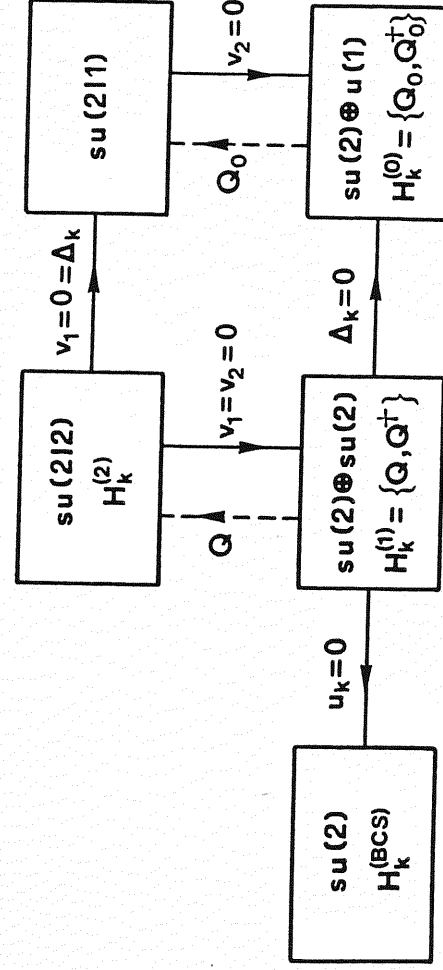 su(2|2)
H_k^(2)
v₁=0=Δ_k
su(2|1)
Q
v₁=v₂=0
Q₀
v₂=0
su(2)
H_k^(BCS)
u_k=0
su(2)⊕su(2)
H_k^(1)={Q,Q†}
Δ_k=0
su(2)⊕u(1)
H_k^(0)={Q₀,Q₀†}